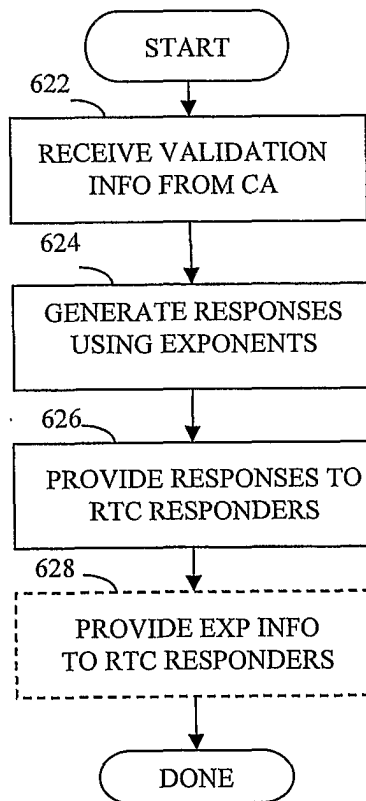 START
622
RECEIVE VALIDATION
INFO FROM CA
624
GENERATE RESPONSES
USING EXPONENTS
626
PROVIDE RESPONSES TO
RTC RESPONDERS
628
PROVIDE EXP INFO
TO RTC RESPONDERS
DONE